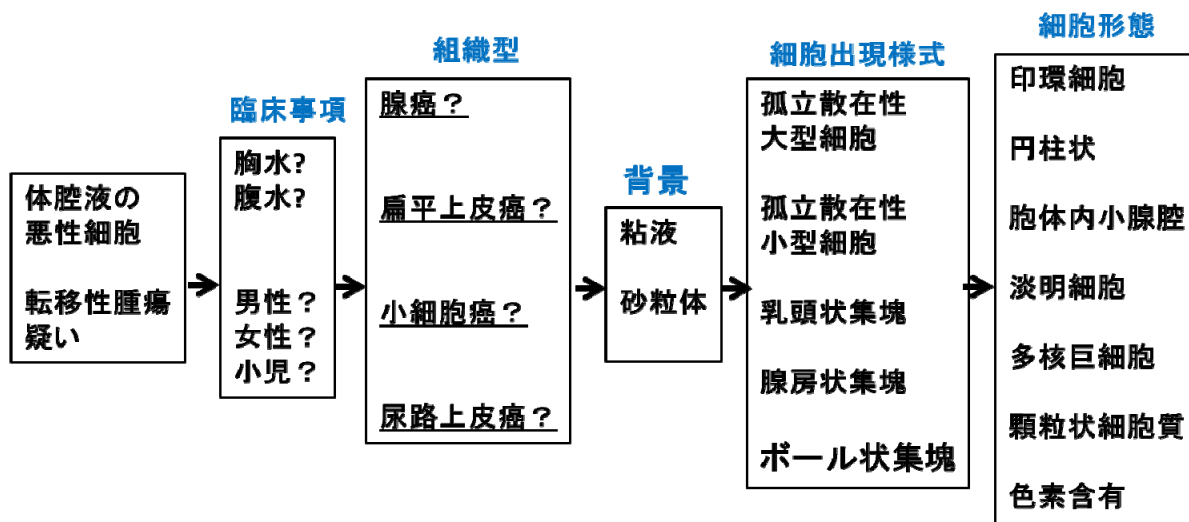 体腔液の
悪性細胞
転移性腫瘍
疑い
臨床事項
胸水?
腹水?
男性？
女性？
小児？
組織型
腺癌？
扁平上皮癌？
小細胞癌？
尿路上皮癌？
背景
粘液
砂粒体
細胞出現様式
孤立散在性
大型細胞
孤立散在性
小型細胞
乳頭状集塊
腺房状集塊
ボール状集塊
細胞形態
印環細胞
円柱状
胞体内小腺腔
淡明細胞
多核巨細胞
顆粒状細胞質
色素含有